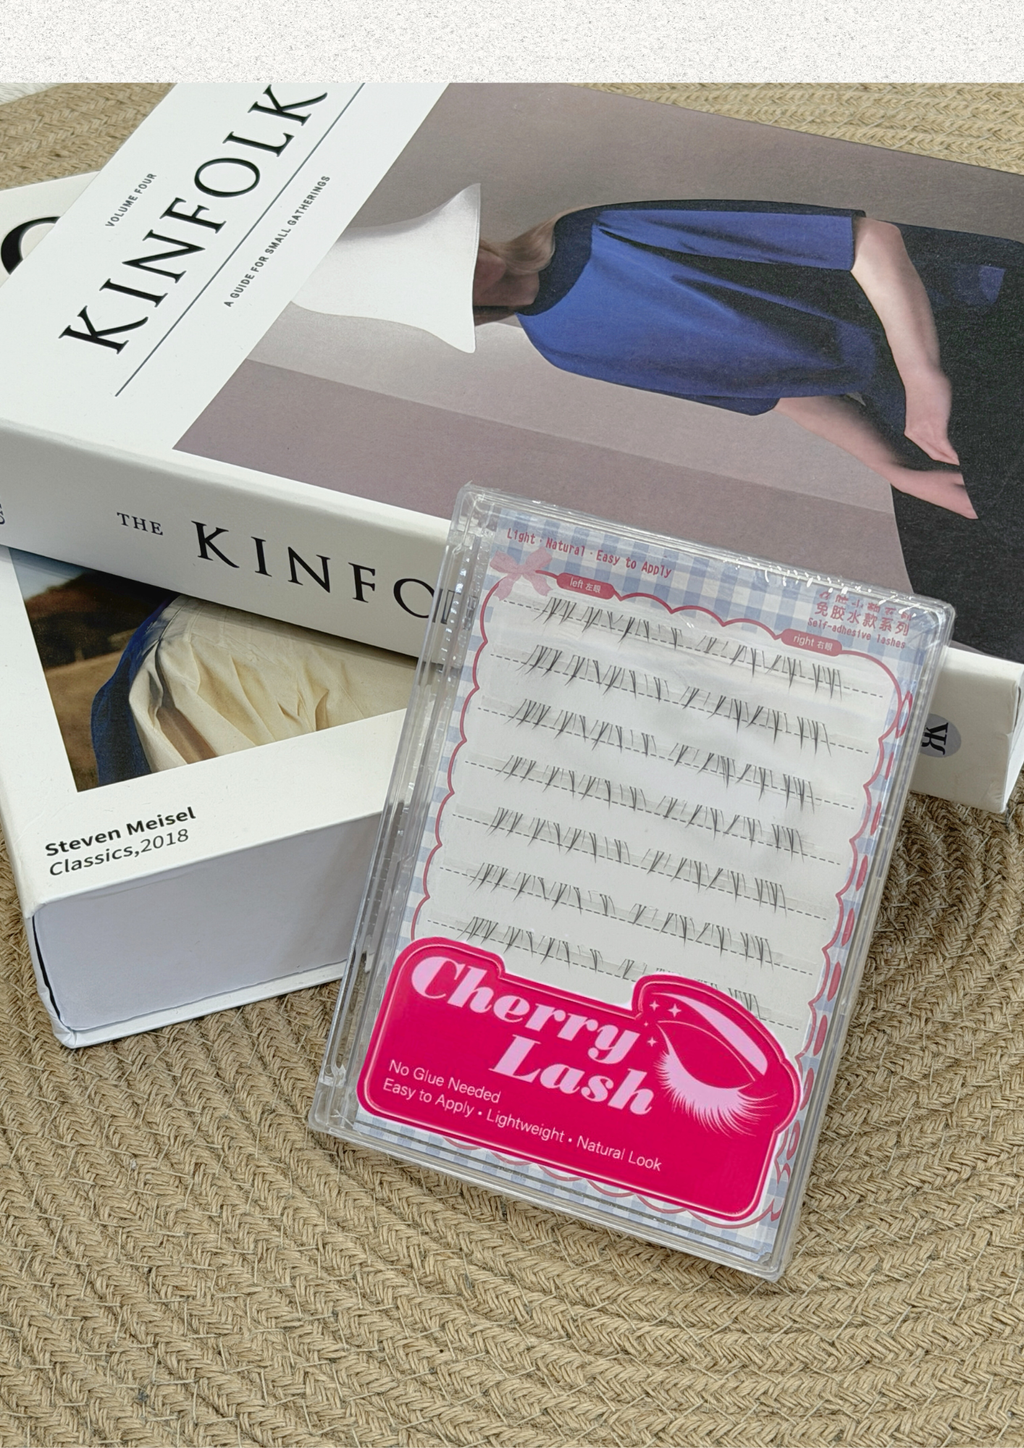 VOLUME FOUR
KINFOLK
A GUIDE FOR SMALL GATHERINGS
THE KINFO
Steven Meisel
Classics,2018
Light · Natural · Easy to Apply
left 左眼
免胶水款系列
Self-adhesive lashes
right 右眼
Cherry
Lash
No Glue Needed
Easy to Apply • Lightweight • Natural Look